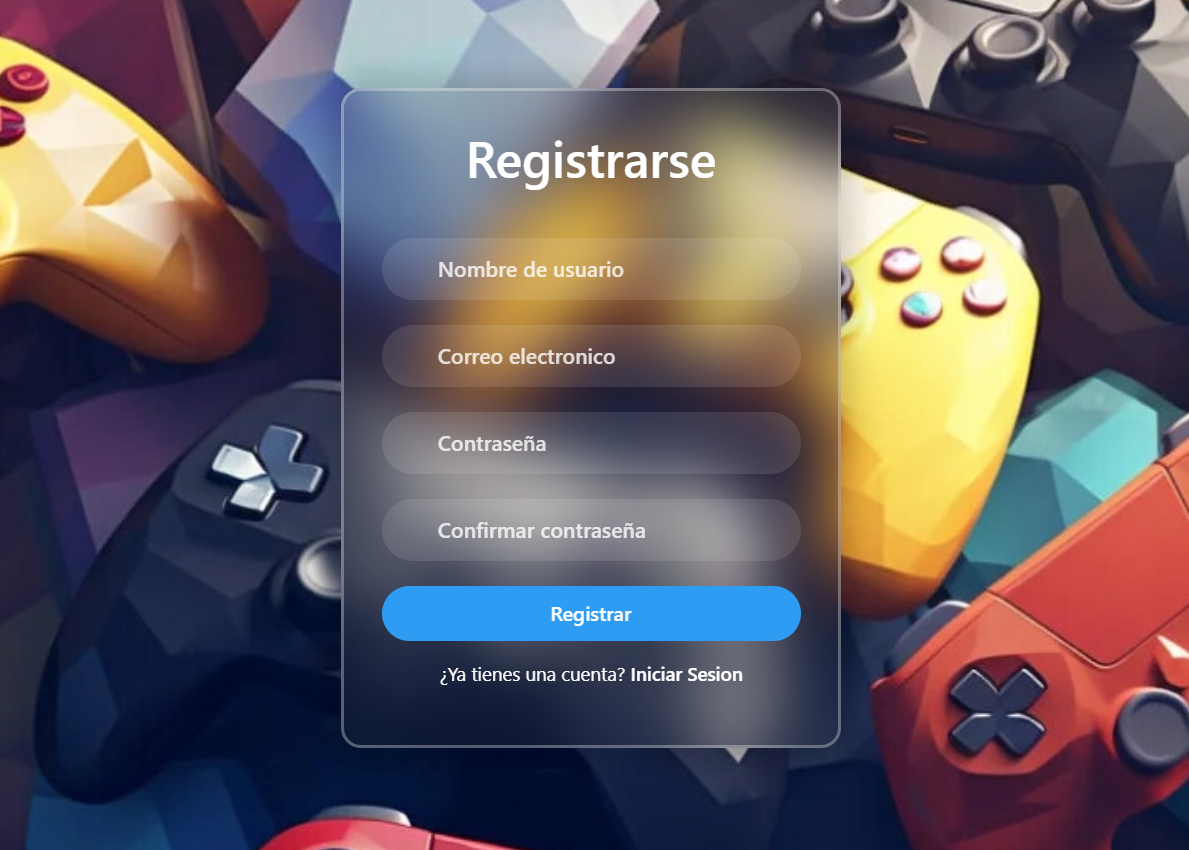 Registrarse
Nombre de usuario
Correo electronico
Contraseña
Confirmar contraseña
Registrar
¿Ya tienes una cuenta? Iniciar Sesion